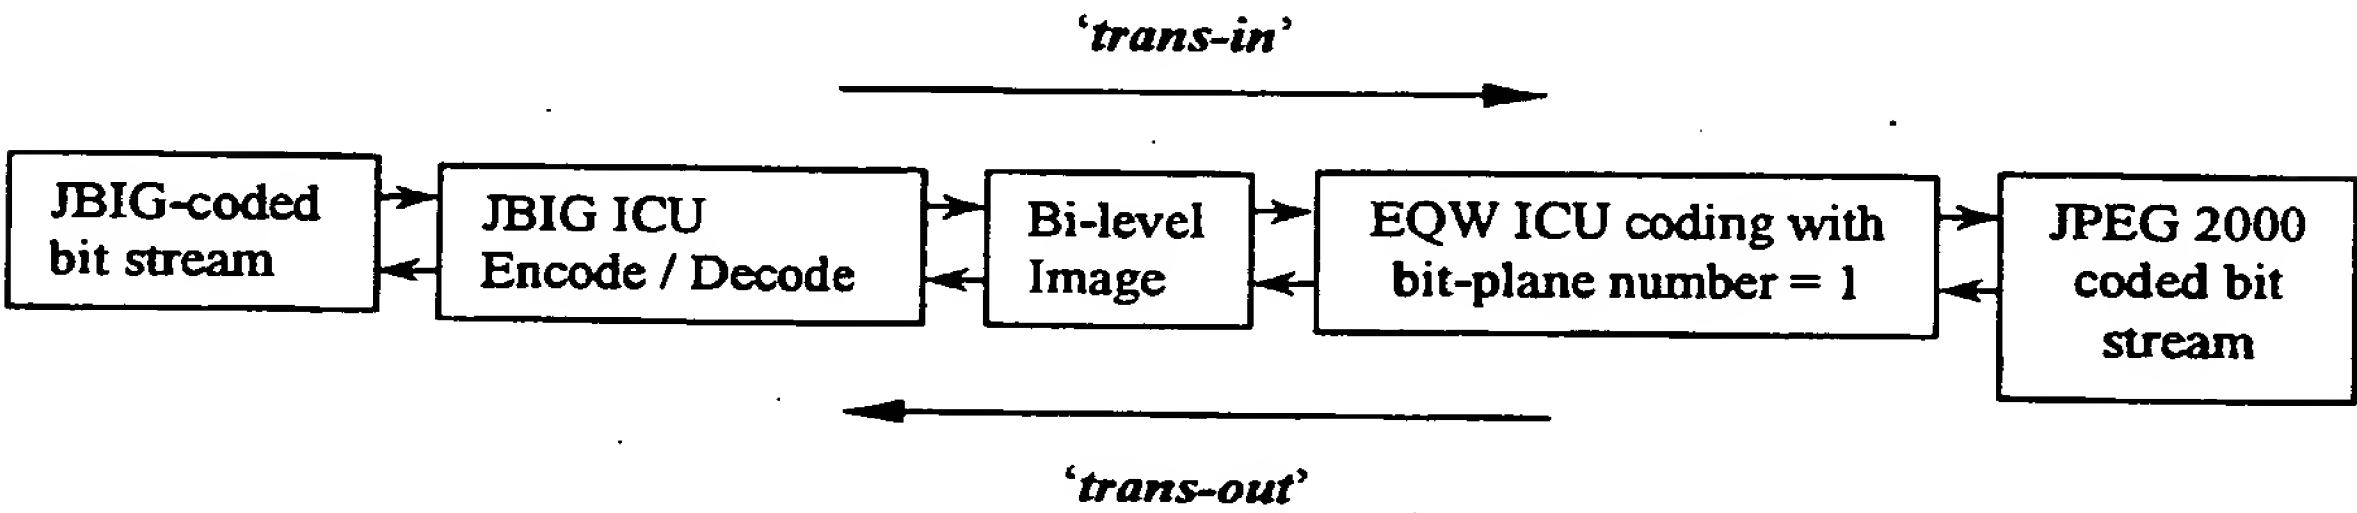 ‘trans-in’
JBIG-coded
bit stream
JBIG ICU
Encode / Decode
Bi-level
Image
EQW ICU coding with
bit-plane number = 1
JPEG 2000
coded bit
stream
‘trans-out’